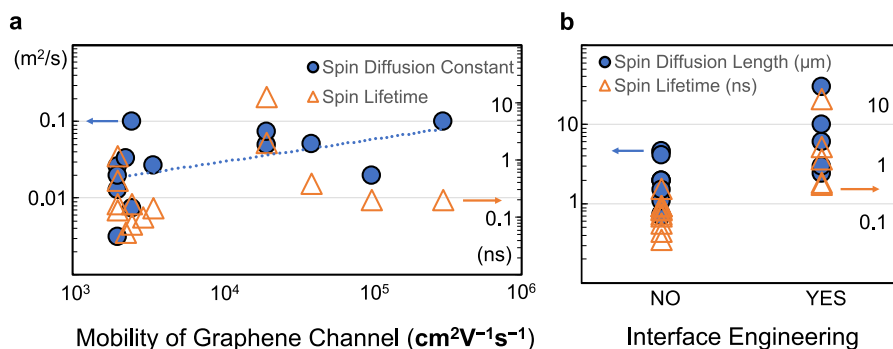 a
(m²/s)
Spin Diffusion Constant
Spin Lifetime
0.1
0.01
10
1
0.1
(ns)
10³
10⁴
10⁵
10⁶
Mobility of Graphene Channel (cm²V⁻¹s⁻¹)
b
Spin Diffusion Length (μm)
Spin Lifetime (ns)
10
1
10
1
0.1
NO
YES
Interface Engineering